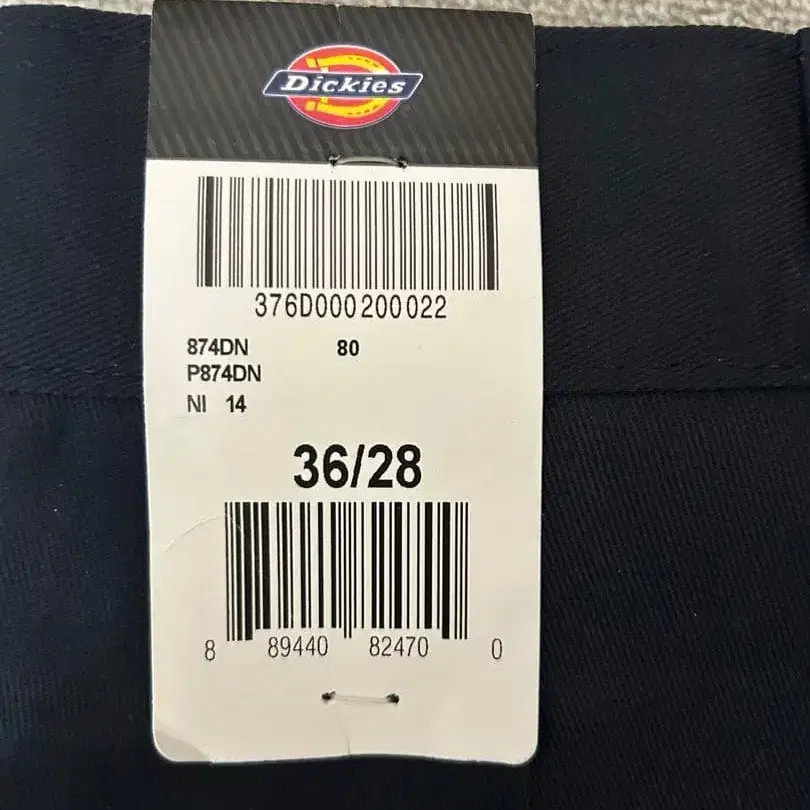 Dickies
376D000200022
874DN 80
P874DN
NI 14
36/28
8 89440 82470 0